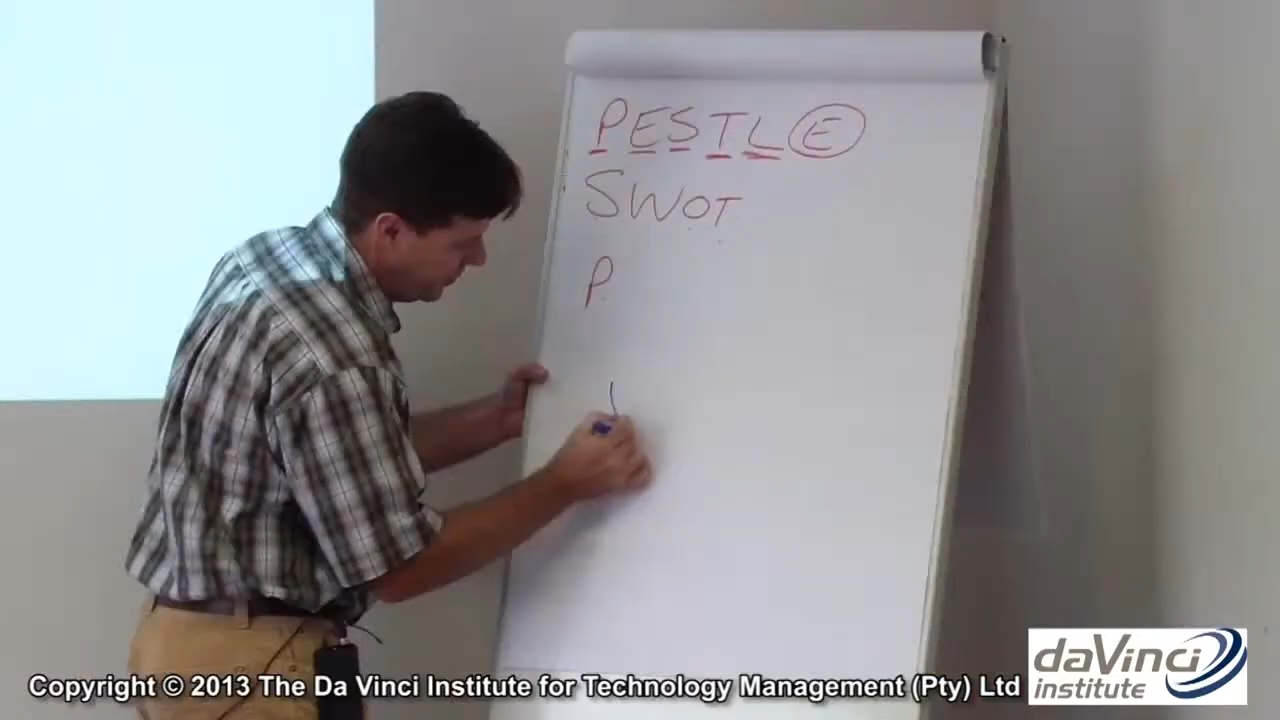 PESTLE
SWOT
P
Copyright © 2013 The Da Vinci Institute for Technology Management (Pty) Ltd
daVinci
institute